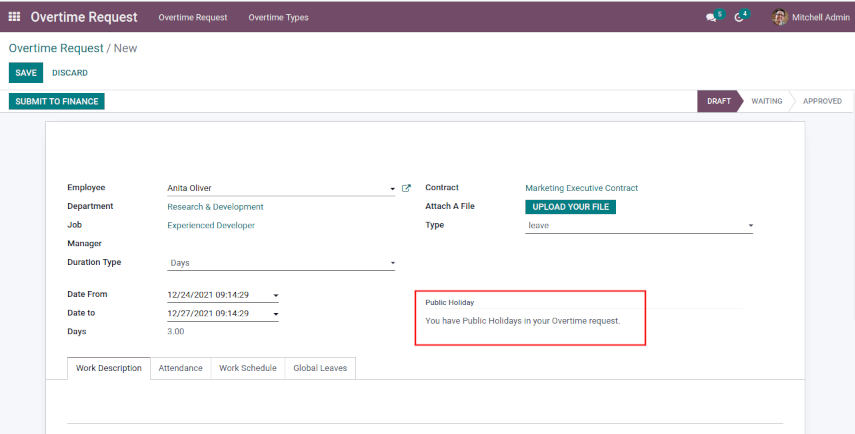 Overtime Request Overtime Request Overtime Types 5 4 Mitchell Admin
Overtime Request / New
SAVE DISCARD
SUBMIT TO FINANCE DRAFT WAITING APPROVED
Employee Anita Oliver Contract Marketing Executive Contract
Department Research & Development Attach A File UPLOAD YOUR FILE
Job Experienced Developer Type leave
Manager
Duration Type Days
Date From 12/24/2021 09:14:29 Public Holiday
Date to 12/27/2021 09:14:29 You have Public Holidays in your Overtime request.
Days 3.00
Work Description Attendance Work Schedule Global Leaves